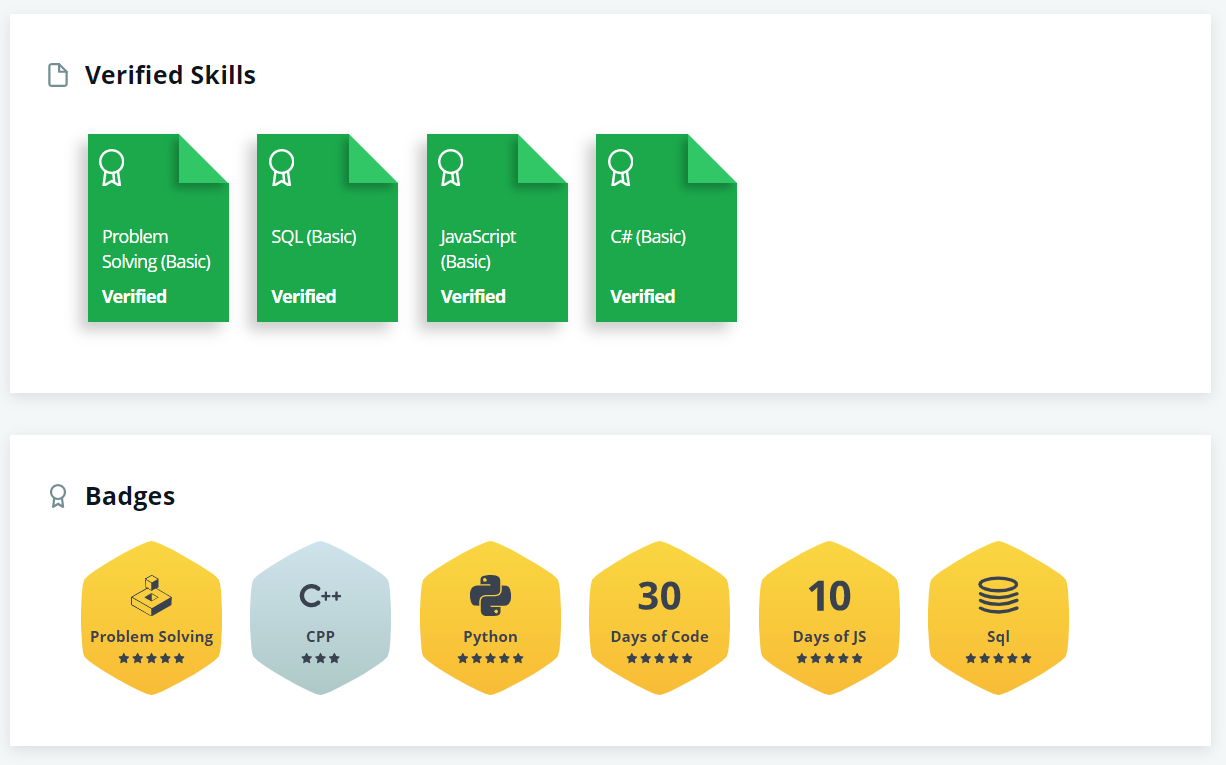 Verified Skills
Problem
Solving (Basic)
Verified
SQL (Basic)
Verified
JavaScript
(Basic)
Verified
C# (Basic)
Verified
Badges
Problem Solving
C++
CPP
Python
30
Days of Code
10
Days of JS
Sql